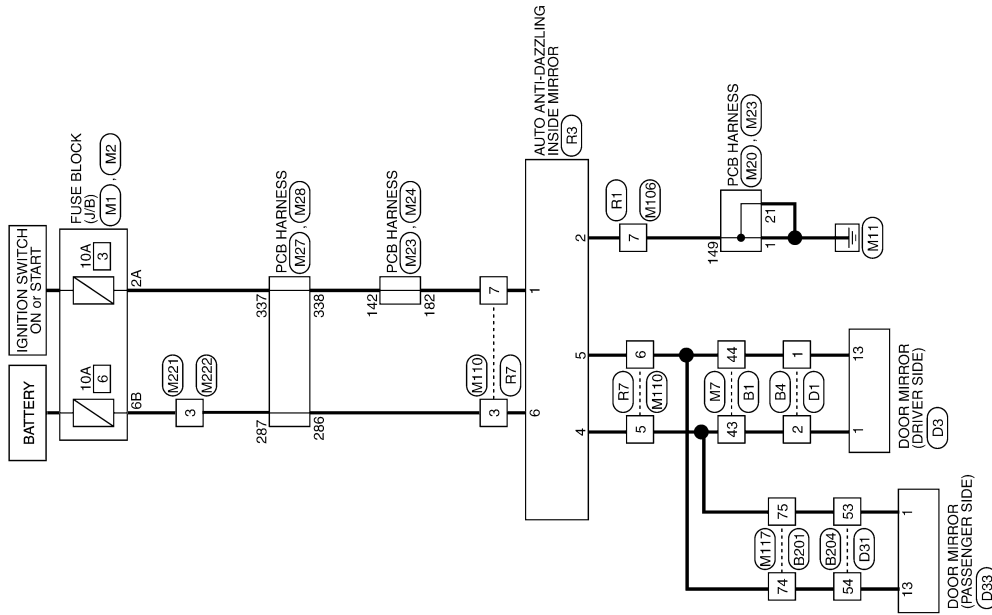 BATTERY
IGNITION SWITCH
ON or START
FUSE BLOCK
(J/B)
M1 , M2
10A
6
10A
3
6B
2A
M221
3
M222
287
337
PCB HARNESS
M27 , M28
286
338
142
PCB HARNESS
M23 , M24
182
M110
3
7
R7
6
1
AUTO ANTI-DAZZLING
INSIDE MIRROR
R3
4
5
2
R7
5
6
M110
R1
7
M106
M7
43
44
B1
149
PCB HARNESS
M20 , M23
1
21
B4
2
1
D1
M11
1
13
DOOR MIRROR
(DRIVER SIDE)
D3
M117
74
75
B201
B204
54
53
D31
13
1
DOOR MIRROR
(PASSENGER SIDE)
D33